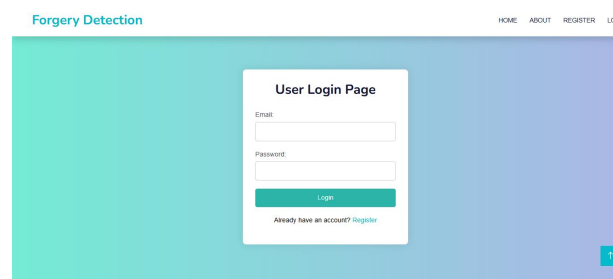 Forgery Detection
HOME ABOUT REGISTER
User Login Page
Email:
Password:
Login
Already have an account? Register